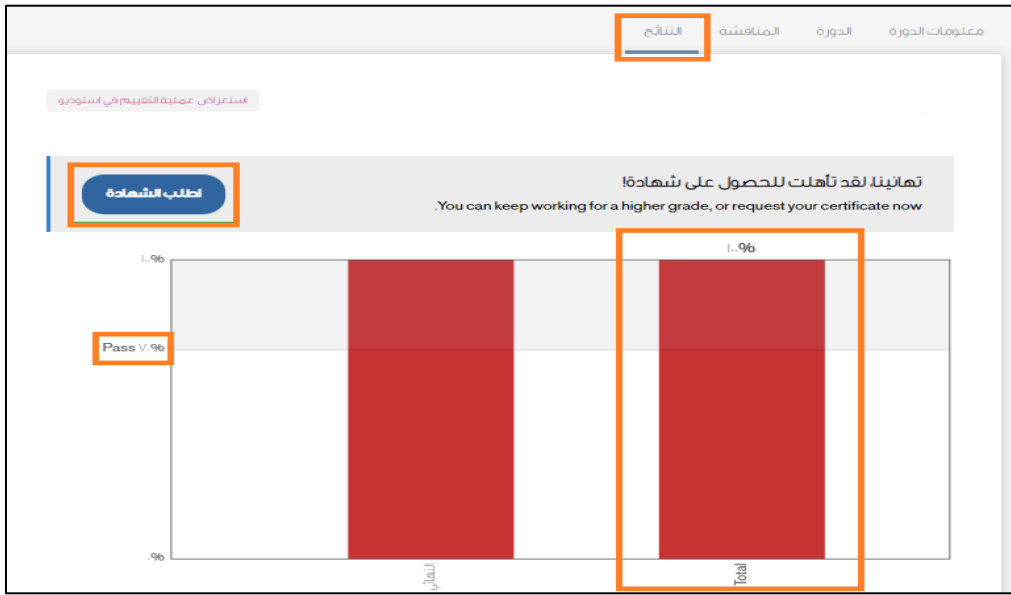 معلومات الدورة الدورة المناقشة النتائج
استعراض عملية التقييم في استوديو
تهانينا، لقد تأهلت للحصول على شهادة!
You can keep working for a higher grade, or request your certificate now.
اطلب الشهادة
١٠٠%
١٠٠%
Pass ٧٠%
٠%
النهائي
Total